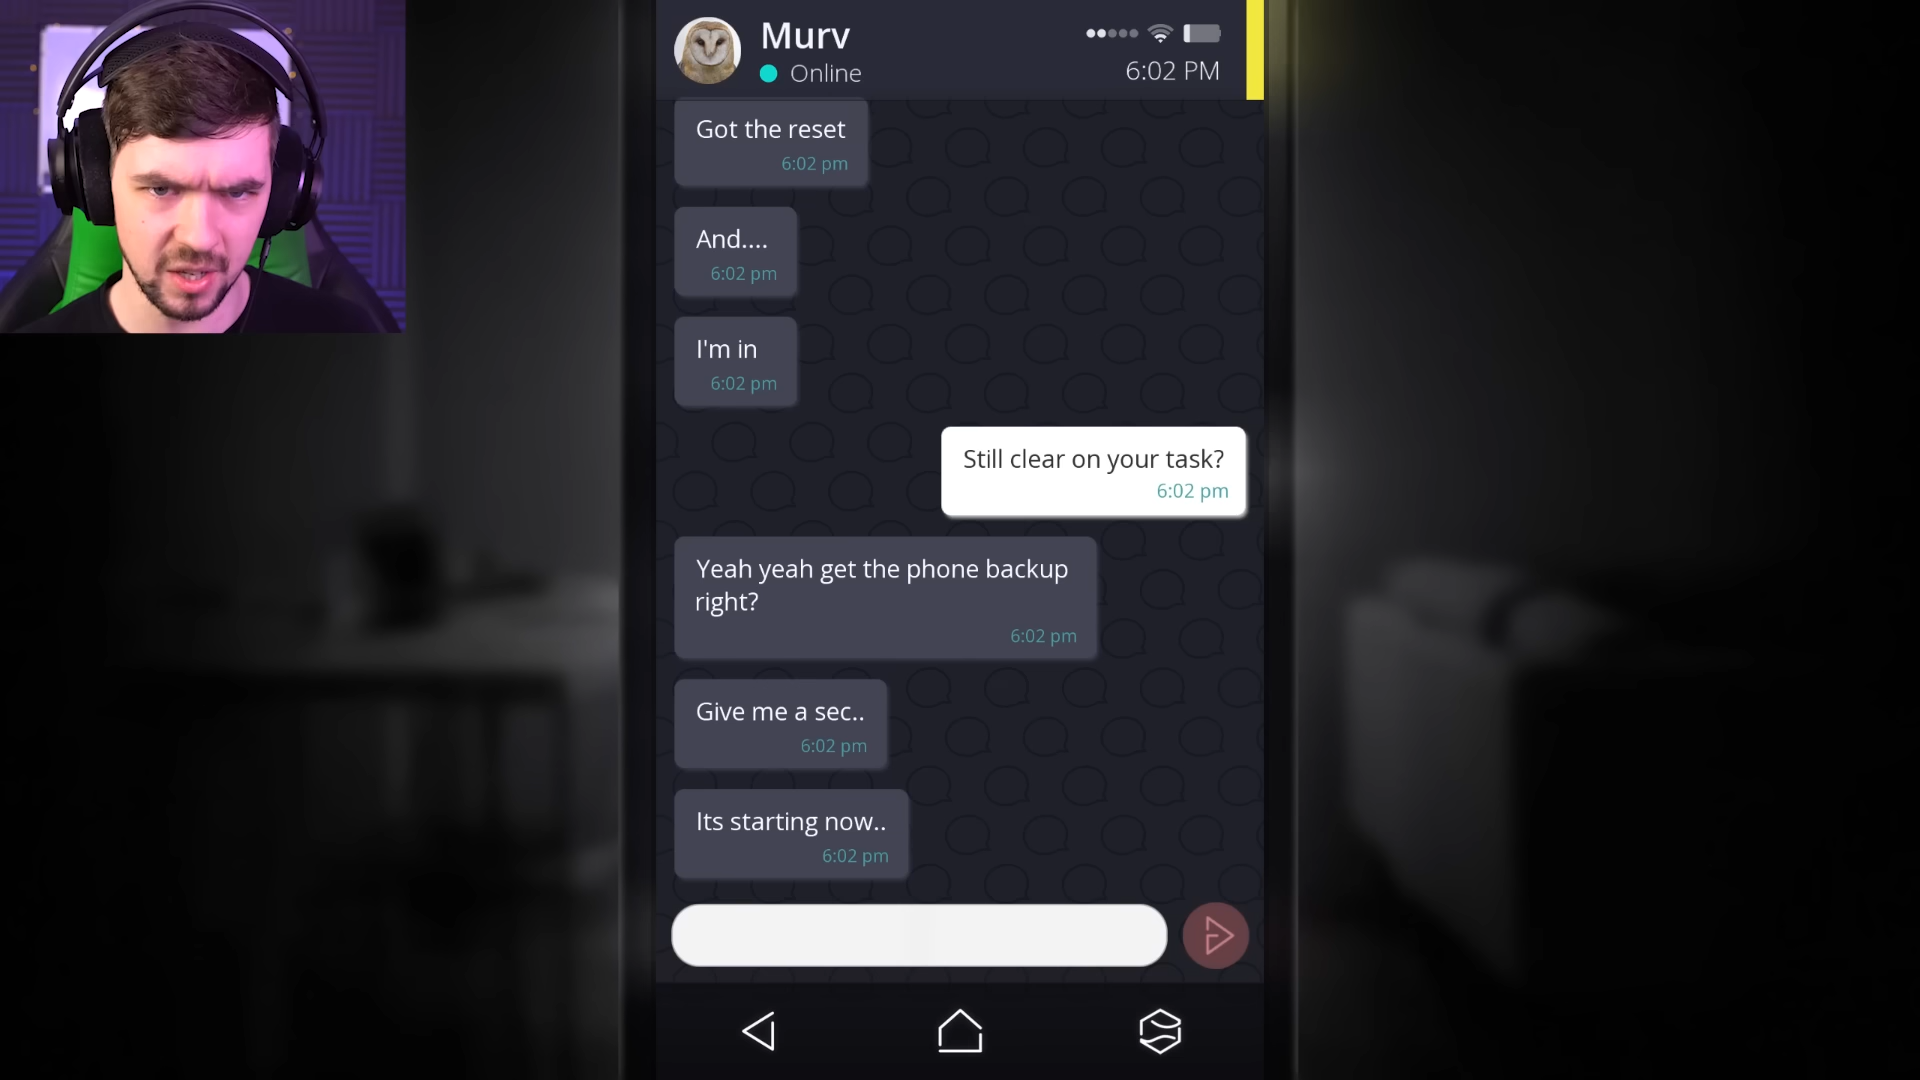 Murv
Online
6:02 PM
Got the reset
6:02 pm
And....
6:02 pm
I'm in
6:02 pm
Still clear on your task?
6:02 pm
Yeah yeah get the phone backup
right?
6:02 pm
Give me a sec..
6:02 pm
Its starting now..
6:02 pm